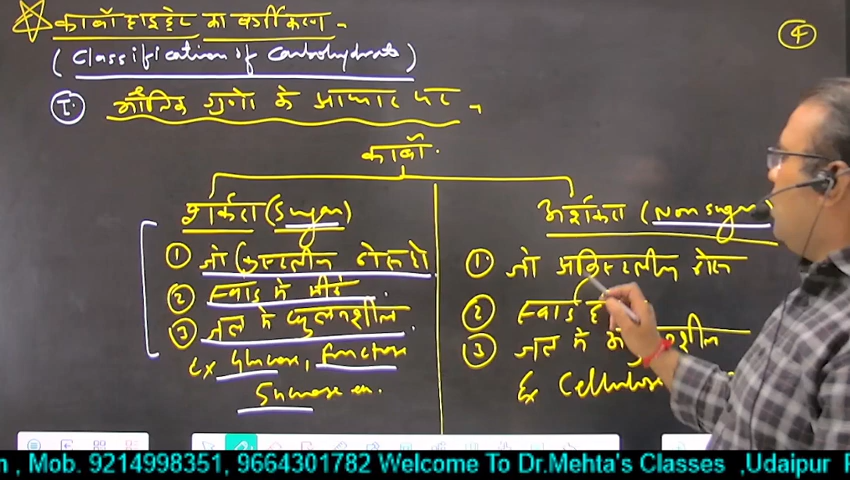 कार्बोहाइड्रेट का वर्गीकरण.
(Classification of Carbohydrate)
4
I. भौतिक गुणो के आधार पर
कार्बो.
शर्करा (Sugar)
① जो क्रिस्टलीन ठोस हो
② स्वाद मे मीठे.
③ जल मे घुलनशील
Ex Glucose, fructose
Sucrose
अशर्करा (Non sugar)
① जो अक्रिस्टलीन ठोस
② स्वाद
③ जल मे
Ex Cellulose
, Mob. 9214998351, 9664301782 Welcome To Dr.Mehta's Classes ,Udaipur